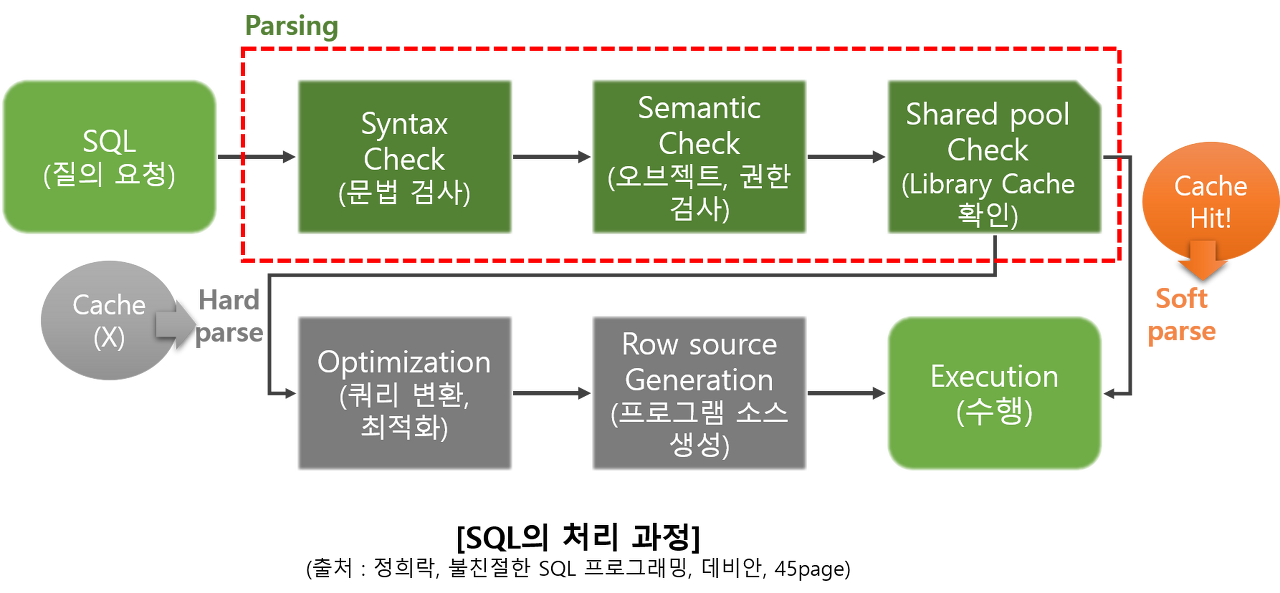 Parsing
SQL
(질의 요청)
Syntax
Check
(문법 검사)
Semantic
Check
(오브젝트, 권한
검사)
Shared pool
Check
(Library Cache
확인)
Cache
Hit!
Soft
parse
Cache
(X)
Hard
parse
Optimization
(쿼리 변환,
최적화)
Row source
Generation
(프로그램 소스
생성)
Execution
(수행)
[SQL의 처리 과정]
(출처 : 정희락, 불친절한 SQL 프로그래밍, 데비안, 45page)